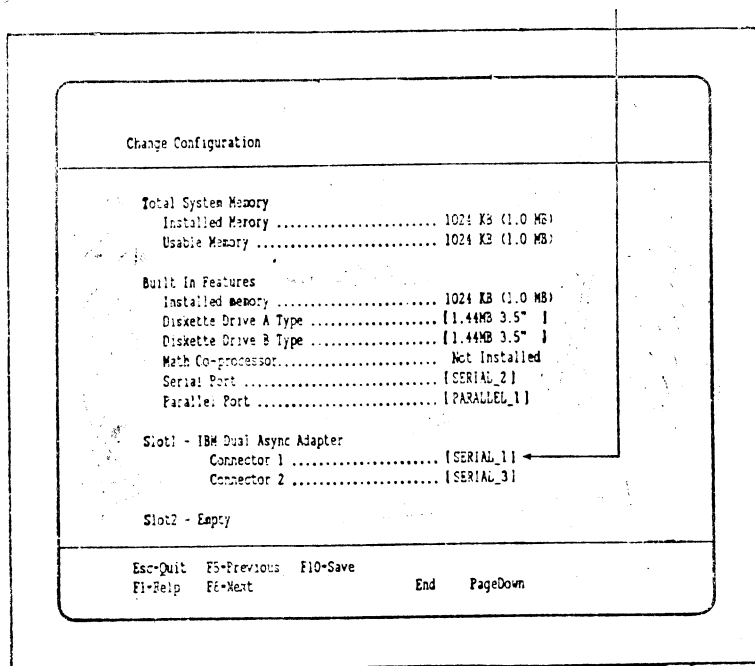 Change Configuration
Total System Memory
Installed Memory ........................ 1024 KB (1.0 MB)
Usable Memory ........................... 1024 KB (1.0 MB)
Built In Features
Installed memory ........................ 1024 KB (1.0 MB)
Diskette Drive A Type ................... [1.44MB 3.5" ]
Diskette Drive B Type ................... [1.44MB 3.5" ]
Math Co-processor........................ Not Installed
Serial Port ............................. [SERIAL_2]
Parallel Port ........................... [PARALLEL_1]
Slot1 - IBM Dual Async Adapter
Connector 1 ...................... [SERIAL_1]
Connector 2 ...................... [SERIAL_3]
Slot2 - Empty
Esc=Quit F5=Previous F10=Save
F1=Help F6=Next End PageDown